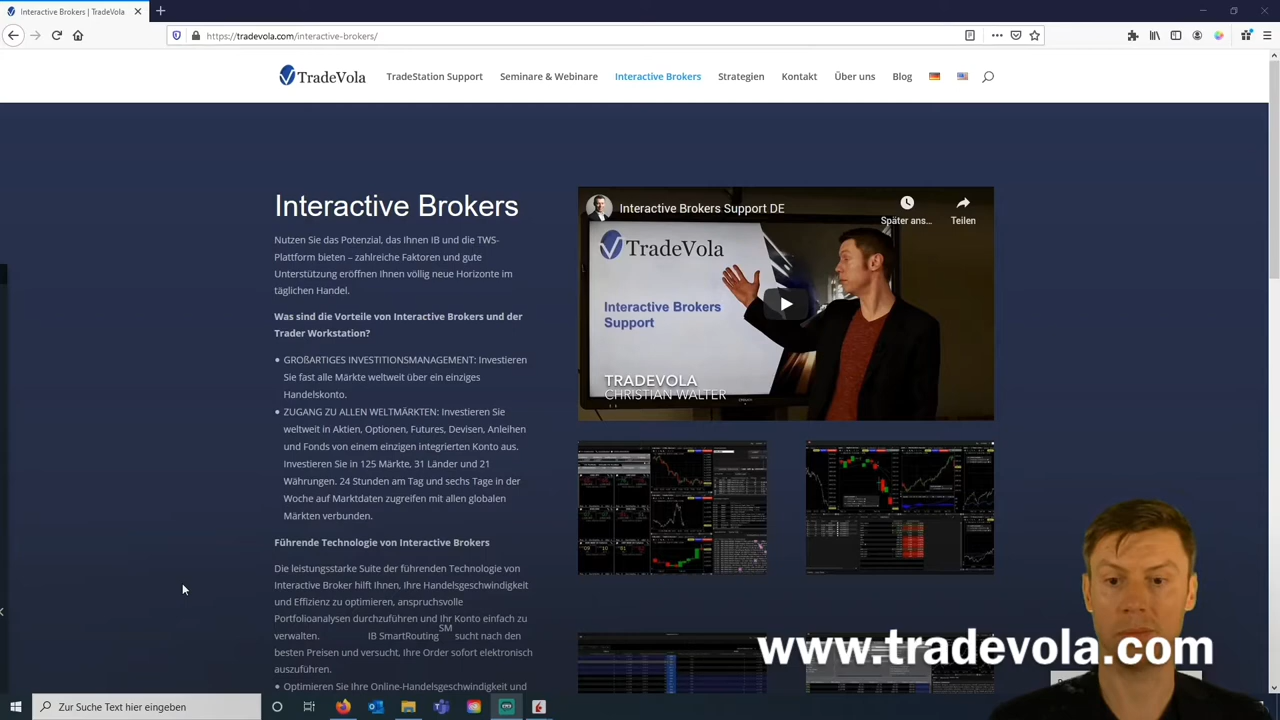 Interactive Brokers | TradeVola
https://tradevola.com/interactive-brokers/
TradeVola
TradeStation Support
Seminare & Webinare
Interactive Brokers
Strategien
Kontakt
Über uns
Blog
Interactive Brokers
Nutzen Sie das Potenzial, das Ihnen IB und die TWS-
Plattform bieten – zahlreiche Faktoren und gute
Unterstützung eröffnen Ihnen völlig neue Horizonte im
täglichen Handel.
Was sind die Vorteile von Interactive Brokers und der
Trader Workstation?
GROßARTIGES INVESTITIONSMANAGEMENT: Investieren
Sie fast alle Märkte weltweit über ein einziges
Handelskonto.
ZUGANG ZU ALLEN WELTMÄRKTEN: Investieren Sie
weltweit in Aktien, Optionen, Futures, Devisen, Anleihen
und Fonds von einem einzigen integrierten Konto aus.
Investieren Sie in 125 Märkte, 31 Länder und 21
Währungen. 24 Stunden am Tag und sechs Tage in der
Woche auf Marktdaten zugreifen mit allen globalen
Märkten verbunden.
Führende Technologie von Interactive Brokers
Die leistungsstarke Suite der führenden Technologie von
Interactive Broker hilft Ihnen, Ihre Handelsgeschwindigkeit
und Effizienz zu optimieren, anspruchsvolle
Portfolioanalysen durchzuführen und Ihr Konto einfach zu
verwalten. IB SmartRouting SM sucht nach den
besten Preisen und versucht, Ihre Order sofort elektronisch
auszuführen.
Optimieren Sie Ihre Online-Handelsgeschwindigkeit und
Interactive Brokers Support DE
Später ans...
Teilen
TradeVola
Interactive Brokers
Support
TRADEVOLA
CHRISTIAN WALTER
www.tradevola.com
Zur Suche Text hier eingeben